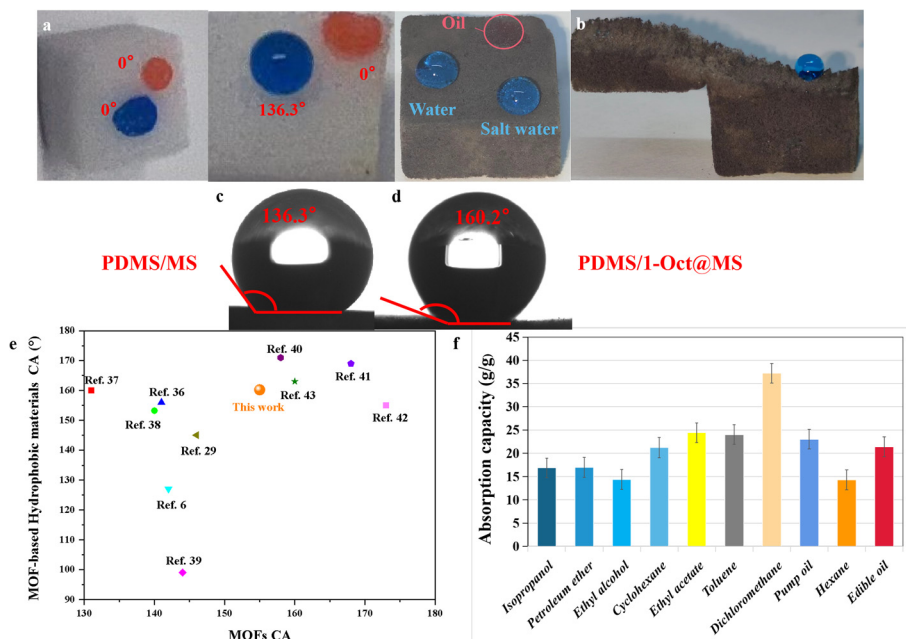 a
0°
0°
136.3°
0°
Oil
Water
Salt water
b
c
136.3°
PDMS/MS
d
160.2°
PDMS/1-Oct@MS
e
MOF-based Hydrophobic materials CA (°)
180
170
160
150
140
130
120
110
100
90
Ref. 37
Ref. 36
Ref. 38
Ref. 29
Ref. 6
Ref. 39
Ref. 40
This work
Ref. 43
Ref. 41
Ref. 42
130
140
150
160
170
180
MOFs CA
f
Absorption capacity (g/g)
45
40
35
30
25
20
15
10
5
0
Isopropanol
Petroleum ether
Ethyl alcohol
Cyclohexane
Ethyl acetate
Toluene
Dichloromethane
Pump oil
Hexane
Edible oil